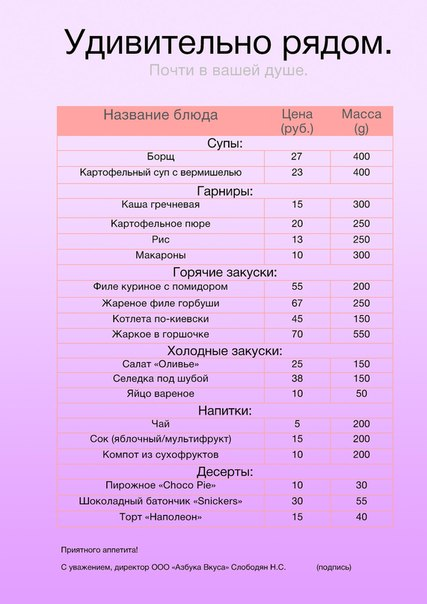 Удивительно рядом.
Почти в вашей душе.
Название блюда Цена (руб.) Масса (g)
Супы:
Борщ 27 400
Картофельный суп с вермишелью 23 400
Гарниры:
Каша гречневая 15 300
Картофельное пюре 20 250
Рис 13 250
Макароны 10 300
Горячие закуски:
Филе куриное с помидором 55 200
Жареное филе горбуши 67 250
Котлета по-киевски 45 150
Жаркое в горшочке 70 550
Холодные закуски:
Салат «Оливье» 25 150
Селедка под шубой 38 150
Яйцо вареное 10 50
Напитки:
Чай 5 200
Сок (яблочный/мультифрукт) 15 200
Компот из сухофруктов 10 200
Десерты:
Пирожное «Choco Pie» 10 30
Шоколадный батончик «Snickers» 30 55
Торт «Наполеон» 15 40
Приятного аппетита!
С уважением, директор ООО «Азбука Вкуса» Слободян Н.С. (подпись)